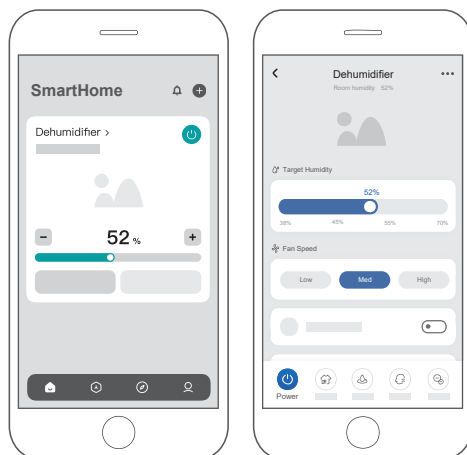 SmartHome
Dehumidifier >
52 %
Dehumidifier
Room humidity 52%
Target Humidity
52%
38% 45% 55% 70%
Fan Speed
Low Med High
Power